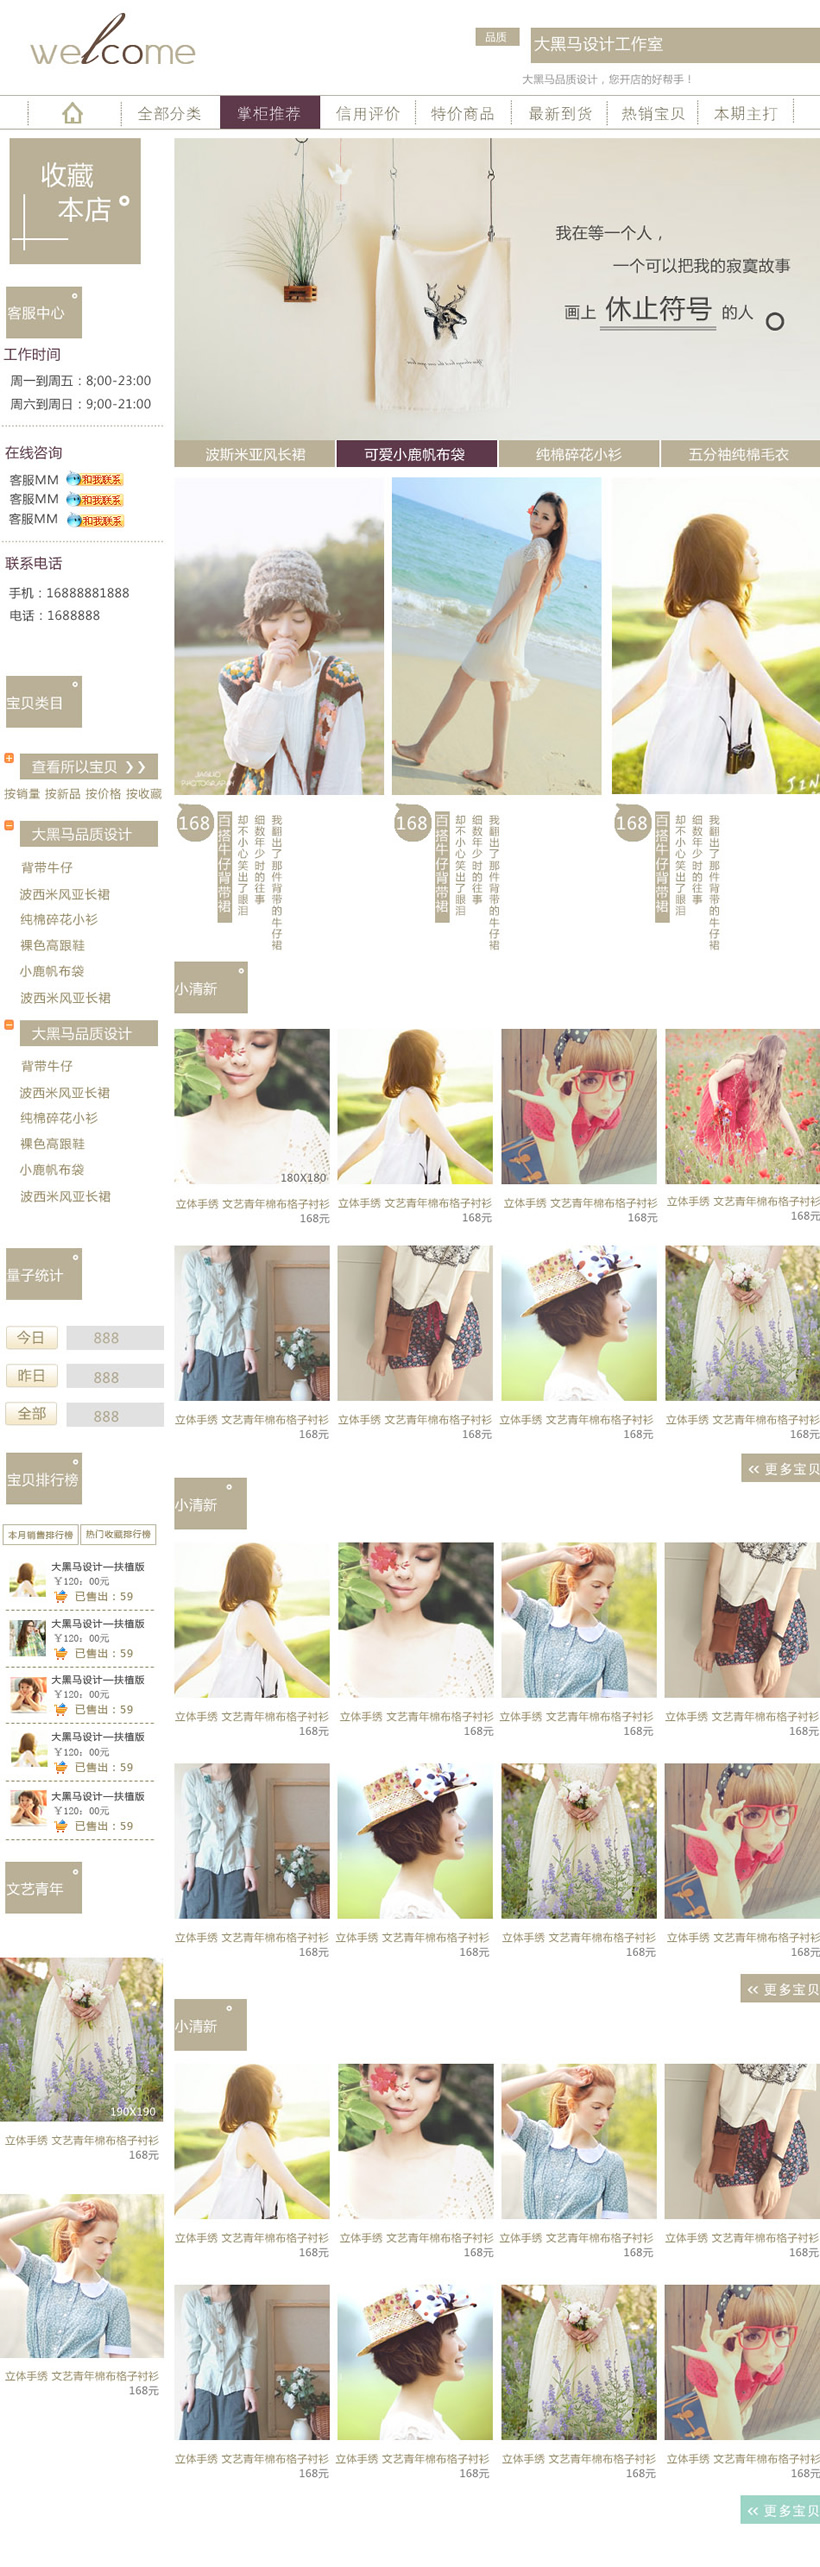 welcome
品质
大黑马设计工作室
大黑马品质设计，您开店的好帮手！
全部分类
掌柜推荐
信用评价
特价商品
最新到货
热销宝贝
本期主打
收藏
本店
客服中心
工作时间
周一到周五：8;00-23:00
周六到周日：9;00-21:00
在线咨询
客服MM 和我联系
客服MM 和我联系
客服MM 和我联系
联系电话
手机：16888881888
电话：1688888
宝贝类目
查看所以宝贝 》》
按销量 按新品 按价格 按收藏
大黑马品质设计
背带牛仔
波西米风亚长裙
纯棉碎花小衫
裸色高跟鞋
小鹿帆布袋
波西米风亚长裙
大黑马品质设计
背带牛仔
波西米风亚长裙
纯棉碎花小衫
裸色高跟鞋
小鹿帆布袋
波西米风亚长裙
量子统计
今日 888
昨日 888
全部 888
宝贝排行榜
本月销售排行榜 热门收藏排行榜
大黑马设计—扶植版
￥120：00元
已售出：59
大黑马设计—扶植版
￥120：00元
已售出：59
大黑马设计—扶植版
￥120：00元
已售出：59
大黑马设计—扶植版
￥120：00元
已售出：59
大黑马设计—扶植版
￥120：00元
已售出：59
文艺青年
190X190
立体手绣 文艺青年棉布格子衬衫
168元
立体手绣 文艺青年棉布格子衬衫
168元
我在等一个人，
一个可以把我的寂寞故事
画上 休止符号 的人
波斯米亚风长裙
可爱小鹿帆布袋
纯棉碎花小衫
五分袖纯棉毛衣
168
百搭牛仔背带裙
我翻出了那件背带的牛仔裙
细数年少时的往事
却不小心笑出了眼泪
168
百搭牛仔背带裙
我翻出了那件背带的牛仔裙
细数年少时的往事
却不小心笑出了眼泪
168
百搭牛仔背带裙
我翻出了那件背带的牛仔裙
细数年少时的往事
却不小心笑出了眼泪
小清新
180X180
立体手绣 文艺青年棉布格子衬衫
168元
立体手绣 文艺青年棉布格子衬衫
168元
立体手绣 文艺青年棉布格子衬衫
168元
立体手绣 文艺青年棉布格子衬衫
168元
立体手绣 文艺青年棉布格子衬衫
168元
立体手绣 文艺青年棉布格子衬衫
168元
立体手绣 文艺青年棉布格子衬衫
168元
立体手绣 文艺青年棉布格子衬衫
168元
« 更多宝贝
小清新
立体手绣 文艺青年棉布格子衬衫
168元
立体手绣 文艺青年棉布格子衬衫
168元
立体手绣 文艺青年棉布格子衬衫
168元
立体手绣 文艺青年棉布格子衬衫
168元
立体手绣 文艺青年棉布格子衬衫
168元
立体手绣 文艺青年棉布格子衬衫
168元
立体手绣 文艺青年棉布格子衬衫
168元
立体手绣 文艺青年棉布格子衬衫
168元
« 更多宝贝
小清新
立体手绣 文艺青年棉布格子衬衫
168元
立体手绣 文艺青年棉布格子衬衫
168元
立体手绣 文艺青年棉布格子衬衫
168元
立体手绣 文艺青年棉布格子衬衫
168元
立体手绣 文艺青年棉布格子衬衫
168元
立体手绣 文艺青年棉布格子衬衫
168元
立体手绣 文艺青年棉布格子衬衫
168元
立体手绣 文艺青年棉布格子衬衫
168元
« 更多宝贝